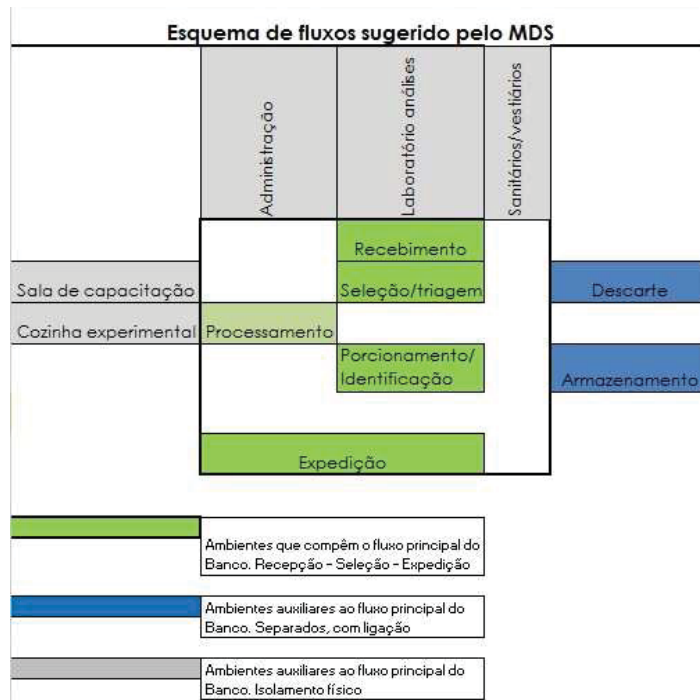 Esquema de fluxos sugerido pelo MDS
Administração
Laboratório análises
Sanitários/vestiários
Recebimento
Sala de capacitação
Seleção/triagem
Descarte
Cozinha experimental
Processamento
Porcionamento/
Identificação
Armazenamento
Expedição
Ambientes que compêm o fluxo principal do
Banco. Recepção - Seleção - Expedição
Ambientes auxiliares ao fluxo principal do
Banco. Separados, com ligação
Ambientes auxiliares ao fluxo principal do
Banco. Isolamento físico